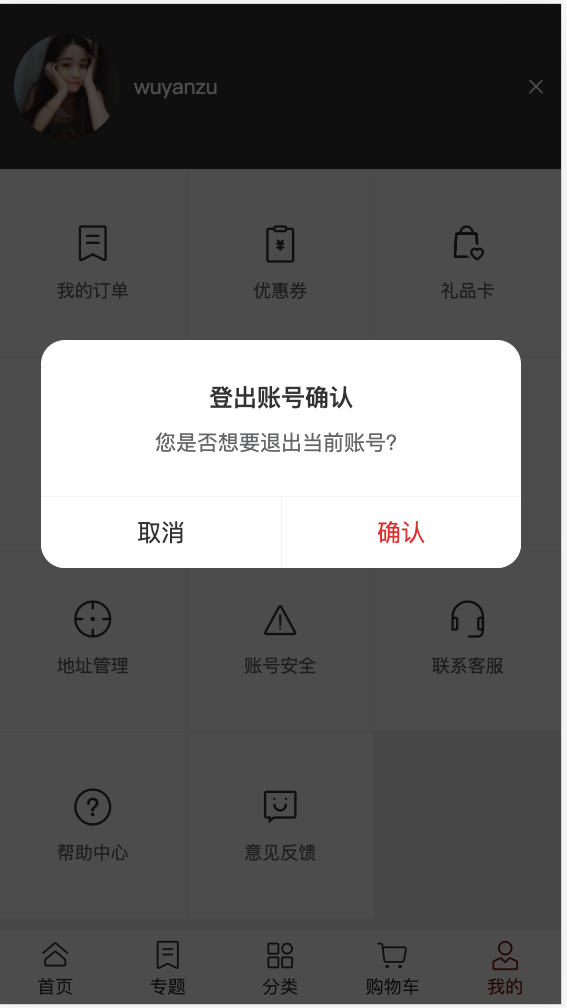 wuyanzu
我的订单
优惠券
礼品卡
登出账号确认
您是否想要退出当前账号?
取消
确认
地址管理
账号安全
联系客服
帮助中心
意见反馈
首页
专题
分类
购物车
我的